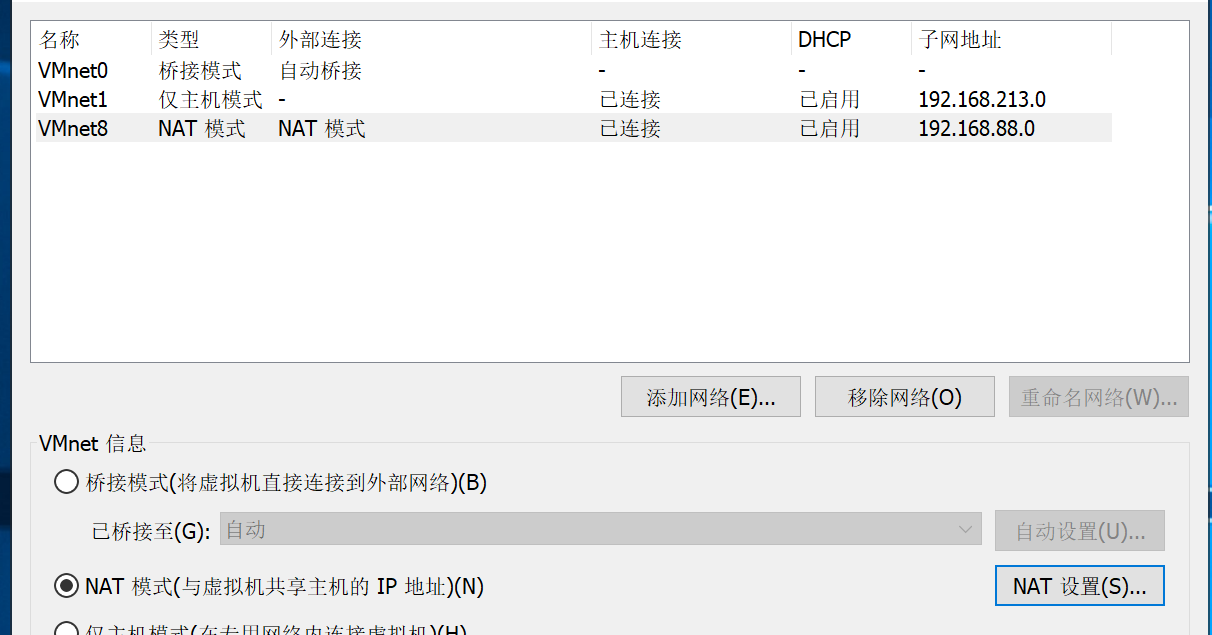 名称 类型 外部连接 主机连接 DHCP 子网地址
VMnet0 桥接模式 自动桥接 - - -
VMnet1 仅主机模式 - 已连接 已启用 192.168.213.0
VMnet8 NAT 模式 NAT 模式 已连接 已启用 192.168.88.0
添加网络(E)... 移除网络(O) 重命名网络(W)...
VMnet 信息
桥接模式(将虚拟机直接连接到外部网络)(B)
已桥接至(G): 自动 自动设置(U)...
NAT 模式(与虚拟机共享主机的 IP 地址)(N) NAT 设置(S)...
仅主机模式(在专用网络内连接虚拟机)(H)